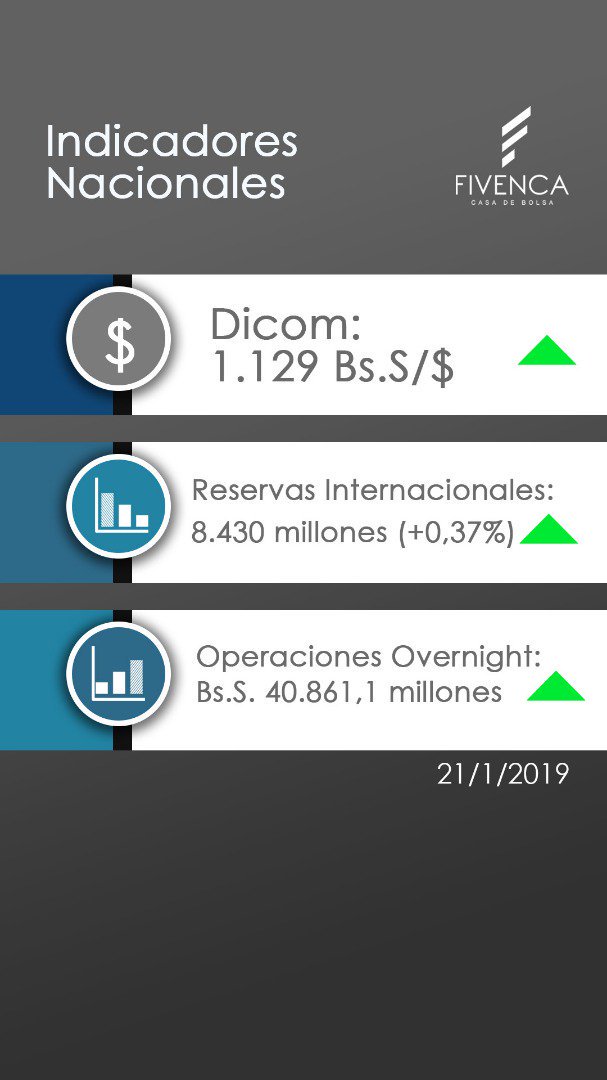 Indicadores
Nacionales
FIVENCA
CASA DE BOLSA
$
Dicom:
1.129 Bs.S/$
Reservas Internacionales:
8.430 millones (+0,37%)
Operaciones Overnight:
Bs.S. 40.861,1 millones
21/1/2019